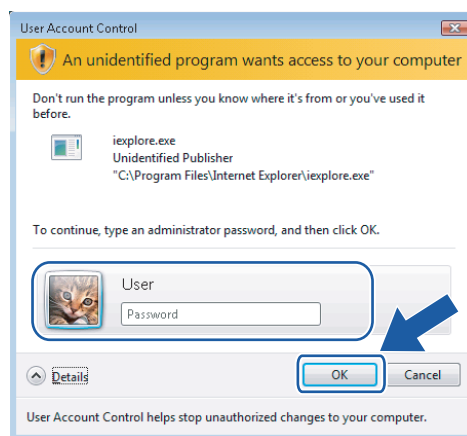 User Account Control
An unidentified program wants access to your computer
Don't run the program unless you know where it's from or you've used it
before.
iexplore.exe
Unidentified Publisher
"C:\Program Files\Internet Explorer\iexplore.exe"
To continue, type an administrator password, and then click OK.
User
Password
Details
OK
Cancel
User Account Control helps stop unauthorized changes to your computer.